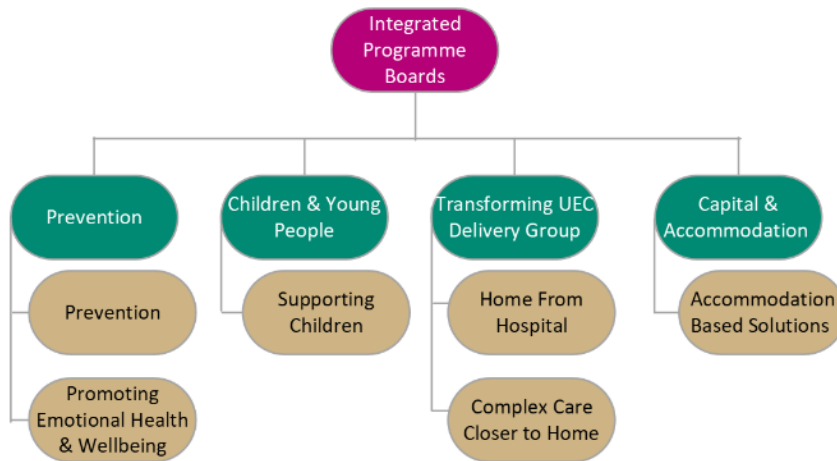 Integrated
Programme
Boards
Prevention
Children & Young
People
Transforming UEC
Delivery Group
Capital &
Accommodation
Prevention
Supporting
Children
Home From
Hospital
Accommodation
Based Solutions
Promoting
Emotional Health
& Wellbeing
Complex Care
Closer to Home